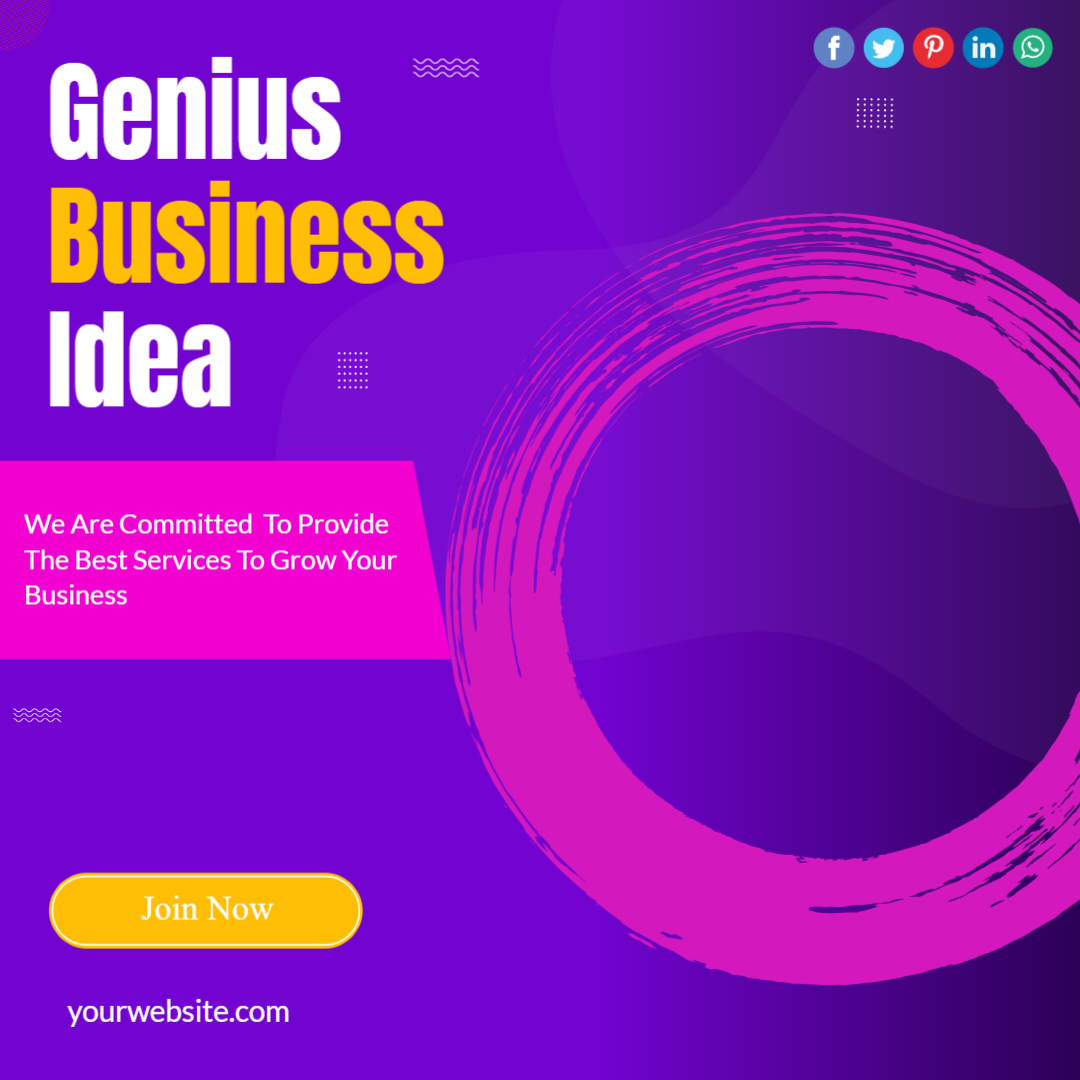 Genius
Business
Idea
We Are Committed  To Provide
The Best Services To Grow Your
Business
Join Now
yourwebsite.com